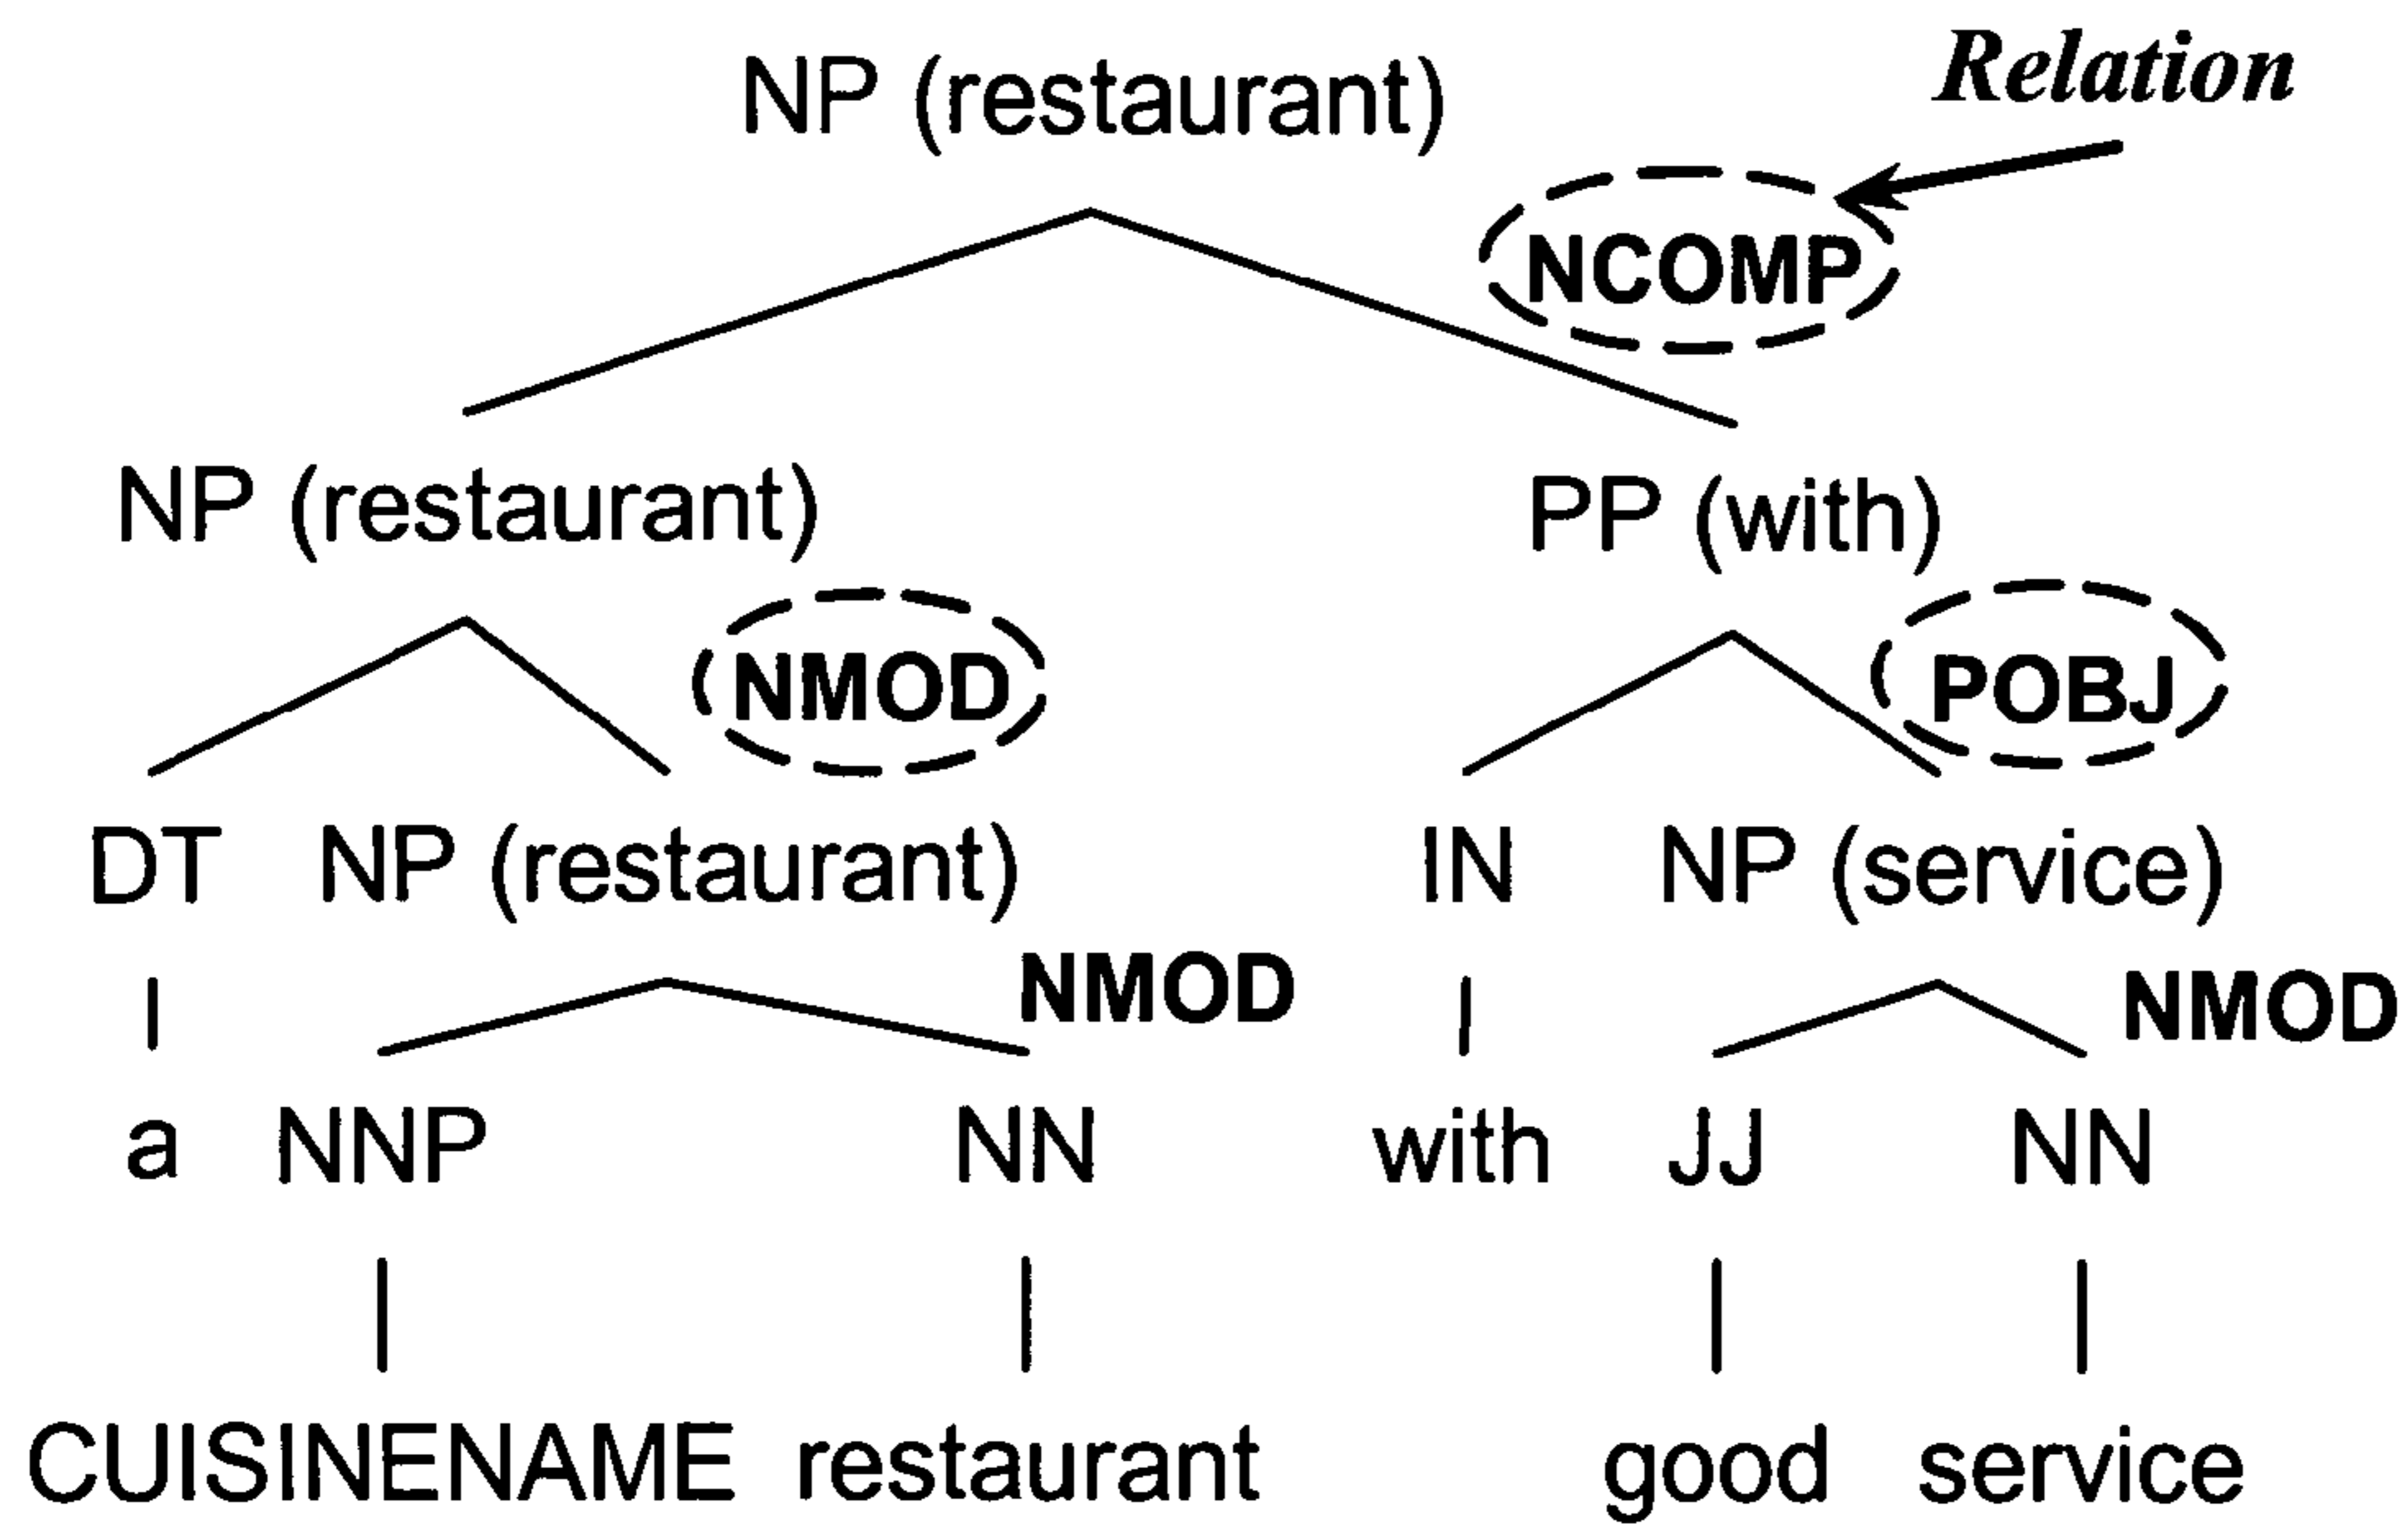 Relation
NP (restaurant)
NCOMP
NP (restaurant) PP (with)
NMOD POBJ
DT NP (restaurant) IN NP (service)
NMOD NMOD
a NNP NN with JJ NN
CUISINENAME restaurant good service